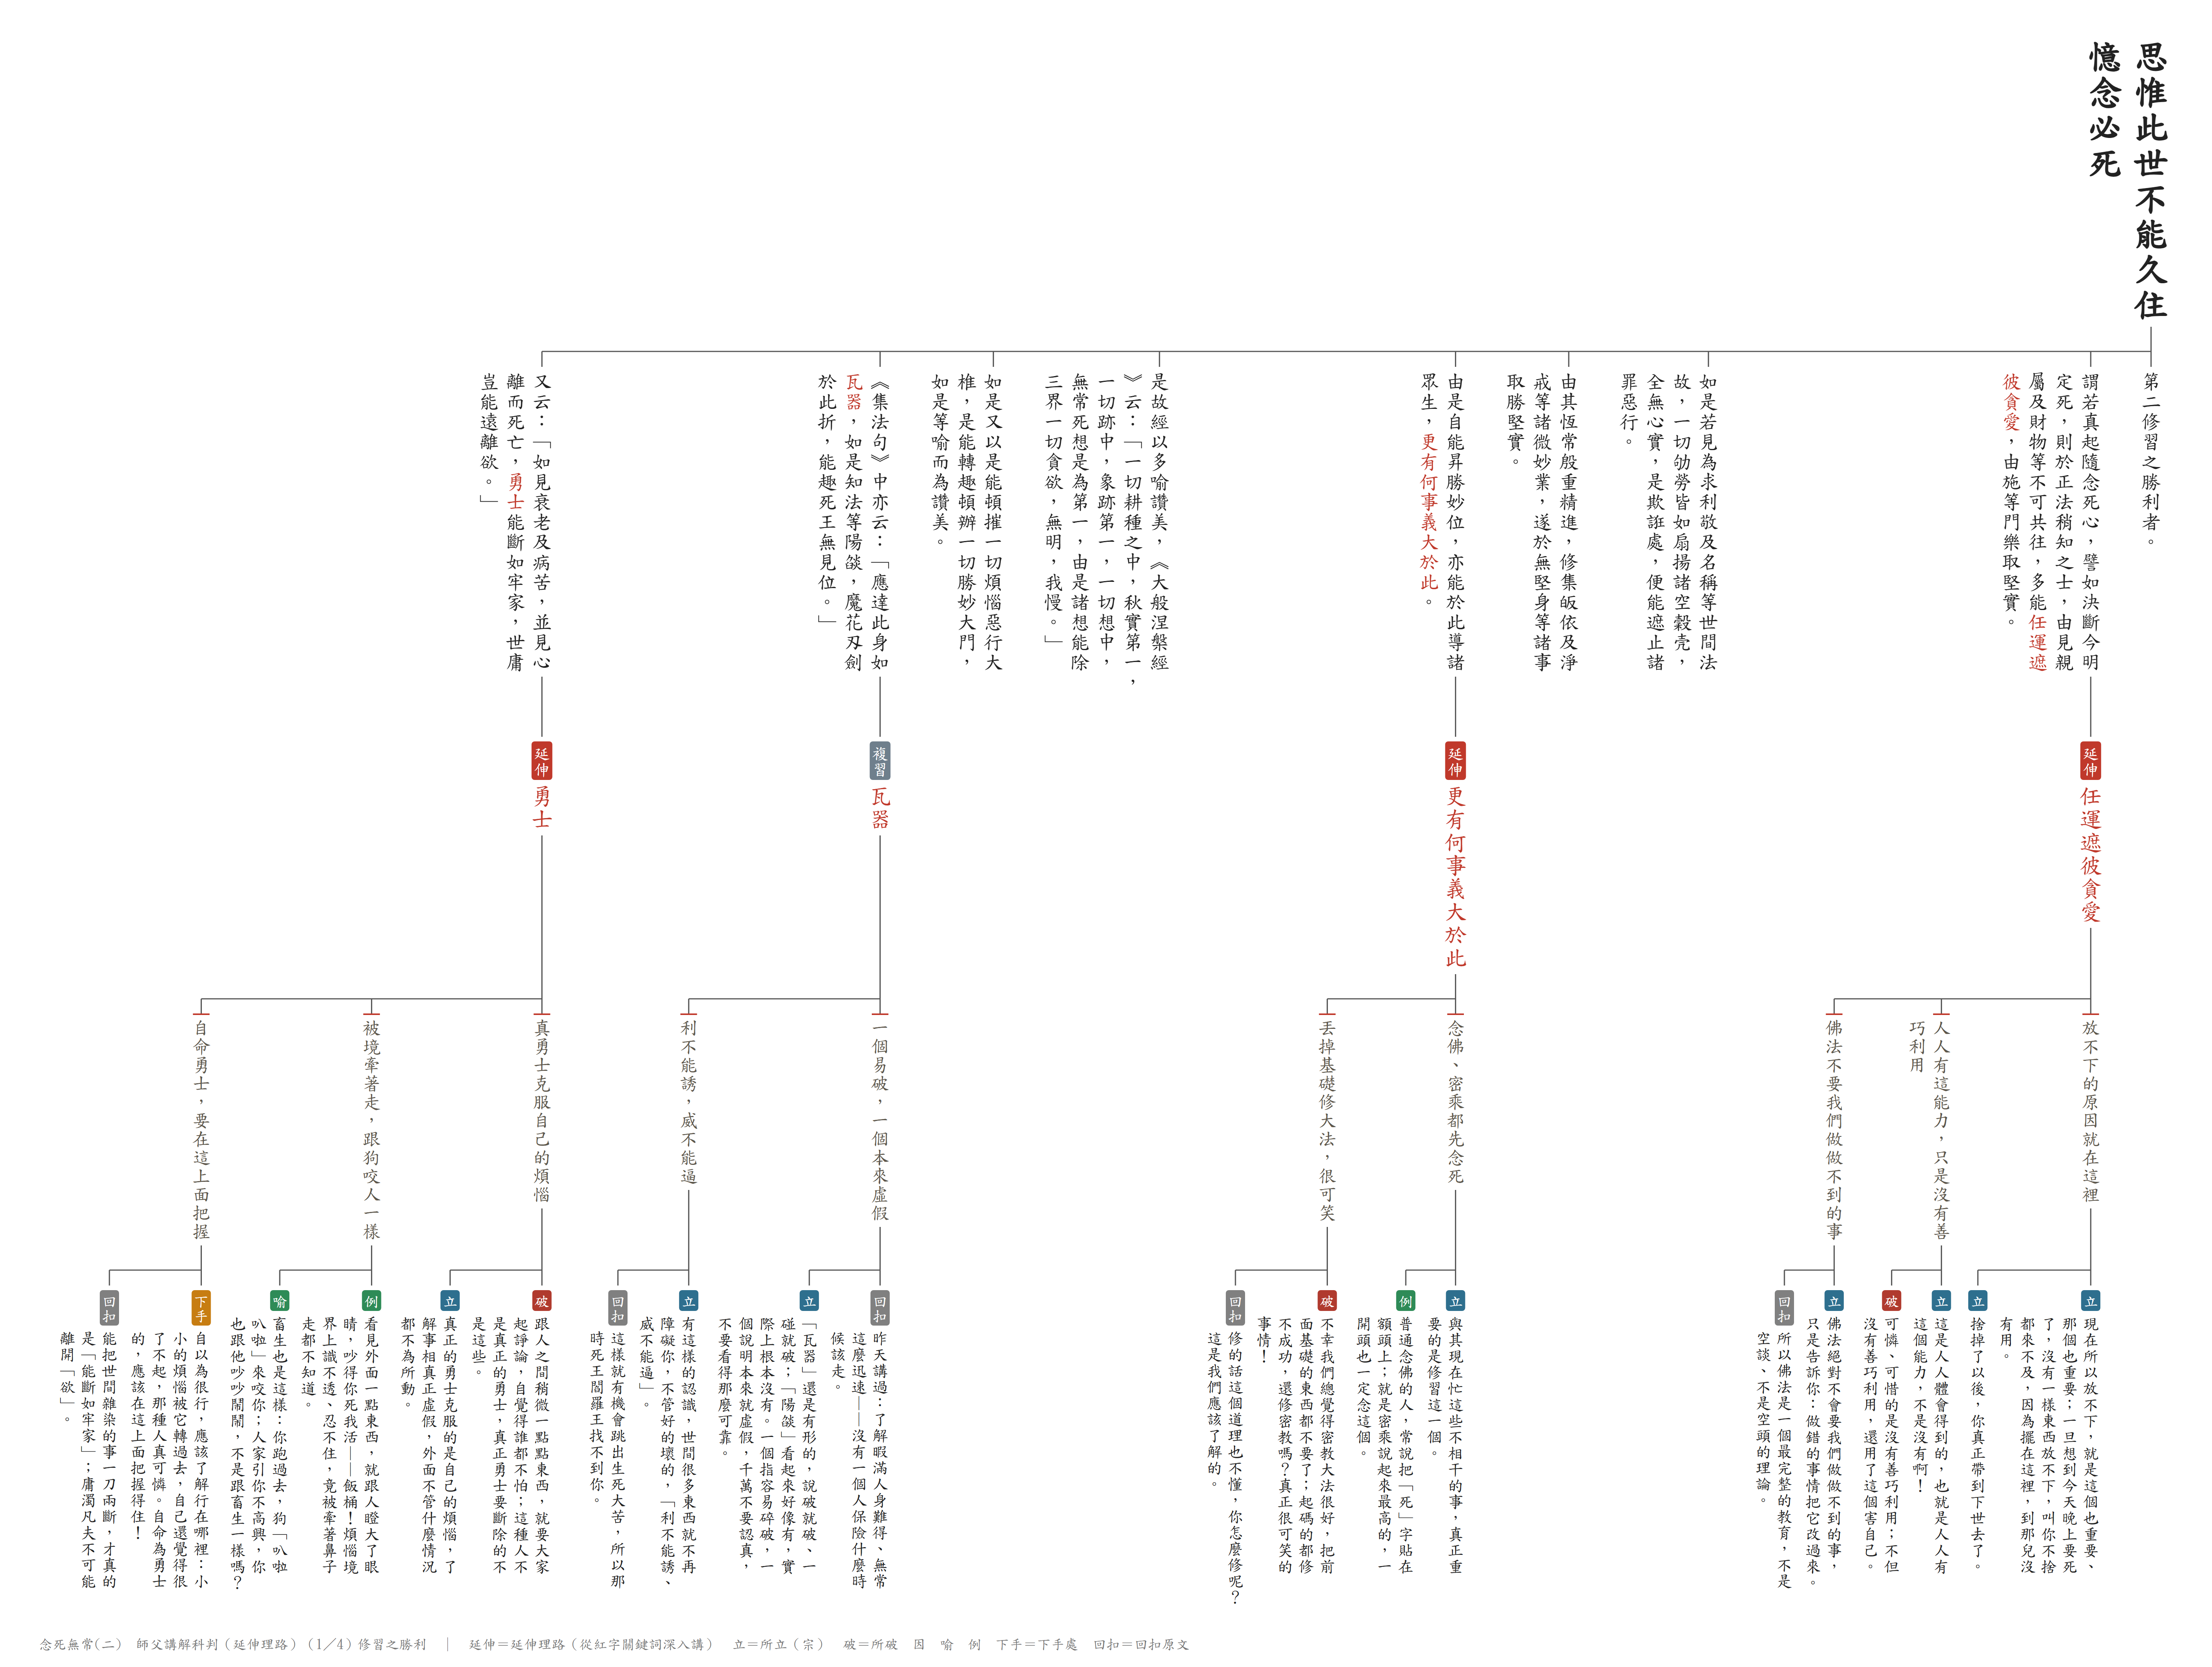 思惟此世不能久住
憶念必死
第二修習之勝利者。
謂若真起隨念死心，譬如決斷今明
定死，則於正法稍知之士，由見親
屬及財物等不可共往，多能任運遮
彼貪愛，由施等門樂取堅實。
如是若見為求利敬及名稱等世間法
故，一切劬勞皆如扇揚諸空穀壳，
全無心實，是欺誑處，便能遮止諸
罪惡行。
由其恆常殷重精進，修集皈依及淨
戒等諸微妙業，遂於無堅身等諸事
取勝堅實。
由是自能昇勝妙位，亦能於此導諸
眾生，更有何事義大於此。
是故經以多喻讚美，《大般涅槃經
》云：「一切耕種之中，秋實第一，
一切跡中，象跡第一，一切想中，
無常死想是為第一，由是諸想能除
三界一切貪欲，無明，我慢。」
如是又以是能頓摧一切煩惱惡行大
椎，是能轉趣頓辦一切勝妙大門，
如是等喻而為讚美。
《集法句》中亦云：「應達此身如
瓦器，如是知法等陽燄，魔花刃劍
於此折，能趣死王無見位。」
又云：「如見衰老及病苦，並見心
離而死亡，勇士能斷如牢家，世庸
豈能遠離欲。」
延伸
任運遮彼貪愛
延伸
更有何事義大於此
複習
瓦器
延伸
勇士
放不下的原因就在這裡
人人有這能力，只是沒有善
巧利用
佛法不要我們做做不到的事
念佛、密乘都先念死
丟掉基礎修大法，很可笑
一個易破，一個本來虛假
利不能誘，威不能逼
真勇士克服自己的煩惱
被境牽著走，跟狗咬人一樣
自命勇士，要在這上面把握
立
現在所以放不下，就是這個也重要、
那個也重要；一旦想到今天晚上要死
了，沒有一樣東西放不下，叫你不捨
都來不及，因為擺在這裡，到那兒沒
有用。
立
捨掉了以後，你真正帶到下世去了。
立
這是人人體會得到的，也就是人人有
這個能力，不是沒有啊！
破
可憐、可惜的是沒有善巧利用；不但
沒有善巧利用，還用了這個害自己。
立
佛法絕對不會要我們做做不到的事，
只是告訴你：做錯的事情把它改過來。
回扣
所以佛法是一個最完整的教育，不是
空談、不是空頭的理論。
立
與其現在忙這些不相干的事，真正重
要的是修習這一個。
例
普通念佛的人，常說把「死」字貼在
額頭上；就是密乘說起來最高的，一
開頭也一定念這個。
破
不幸我們總覺得密教大法很好，把前
面基礎的東西都不要了；起碼的都修
不成功，還修密教嗎？真正很可笑的
事情！
回扣
修的話這個道理也不懂，你怎麼修呢？
這是我們應該了解的。
回扣
昨天講過：了解暇滿人身難得、無常
這麼迅速——沒有一個人保險什麼時
候該走。
立
「瓦器」還是有形的，說破就破、一
碰就破；「陽燄」看起來好像有，實
際上根本沒有。一個指容易碎破，一
個說明本來就虛假，千萬不要認真，
不要看得那麼可靠。
立
有這樣的認識，世間很多東西就不再
障礙你，不管好的壞的，「利不能誘、
威不能逼」。
回扣
這樣就有機會跳出生死大苦，所以那
時死王閻羅王找不到你。
破
跟人之間稍微一點點東西，就要大家
起諍論，自覺得誰都不怕；這種人不
是真正的勇士，真正勇士要斷除的不
是這些。
立
真正的勇士克服的是自己的煩惱，了
解事相真正虛假，外面不管什麼情況
都不為所動。
例
看見外面一點東西，就跟人瞪大了眼
睛，吵得你死我活——飯桶！煩惱境
界上識不透、忍不住，竟被牽著鼻子
走都不知道。
喻
畜生也是這樣：你跑過去，狗「叭啦
叭啦」來咬你；人家引你不高興，你
也跟他吵吵鬧鬧，不是跟畜生一樣嗎？
下手
自以為很行，應該了解行在哪裡：小
小的煩惱被它轉過去，自己還覺得很
了不起，那種人真可憐。自命為勇士
的，應該在這上面把握得住！
回扣
能把世間雜染的事一刀兩斷，才真的
是「能斷如牢家」；庸濁凡夫不可能
離開「欲」。
念死無常(二)　師父講解科判（延伸理路）（1／4）修習之勝利　｜　延伸＝延伸理路（從紅字關鍵詞深入講）　立＝所立（宗）　破＝所破　因　喻　例　下手＝下手處　回扣＝回扣原文